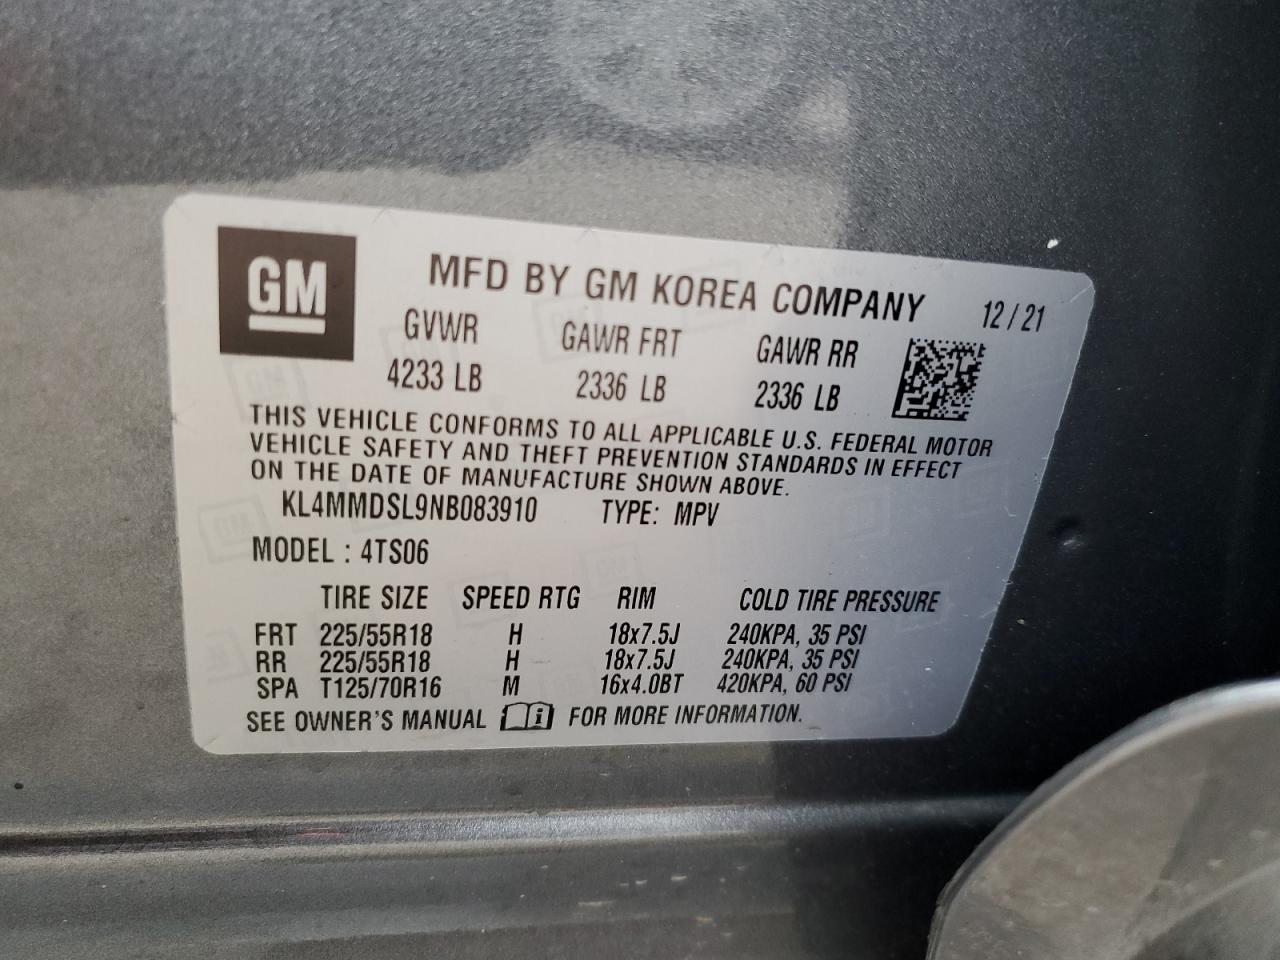 GM
MFD BY GM KOREA COMPANY 12/21
GVWR GAWR FRT GAWR RR
4233 LB 2336 LB 2336 LB
THIS VEHICLE CONFORMS TO ALL APPLICABLE U.S. FEDERAL MOTOR
VEHICLE SAFETY AND THEFT PREVENTION STANDARDS IN EFFECT
ON THE DATE OF MANUFACTURE SHOWN ABOVE.
KL4MMDSL9NB083910 TYPE: MPV
MODEL : 4TS06
TIRE SIZE SPEED RTG RIM COLD TIRE PRESSURE
FRT 225/55R18 H 18x7.5J 240KPA, 35 PSI
RR 225/55R18 H 18x7.5J 240KPA, 35 PSI
SPA T125/70R16 M 16x4.0BT 420KPA, 60 PSI
SEE OWNER'S MANUAL i FOR MORE INFORMATION.